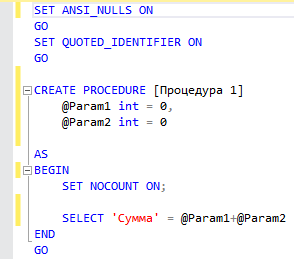 SET ANSI_NULLS ON
GO
SET QUOTED_IDENTIFIER ON
GO
CREATE PROCEDURE [Процедура 1]
@Param1 int = 0,
@Param2 int = 0
AS
BEGIN
SET NOCOUNT ON;
SELECT 'Сумма' = @Param1+@Param2
END
GO